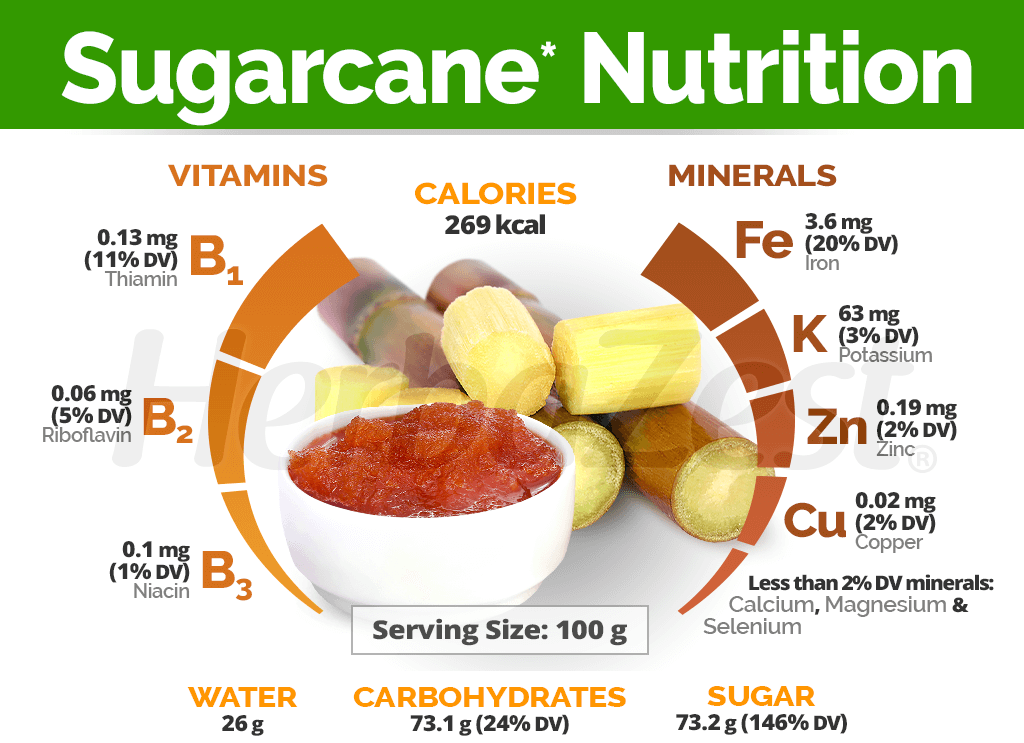 Sugarcane* Nutrition
VITAMINS
CALORIES
269 kcal
MINERALS
0.13 mg
(11% DV)
Thiamin
B1
0.06 mg
(5% DV)
Riboflavin
B2
0.1 mg
(1% DV)
Niacin
B3
Fe
3.6 mg
(20% DV)
Iron
K
63 mg
(3% DV)
Potassium
Zn
0.19 mg
(2% DV)
Zinc
Cu
0.02 mg
(2% DV)
Copper
Less than 2% DV minerals:
Calcium, Magnesium &
Selenium
HerbaZest®
Serving Size: 100 g
WATER
26 g
CARBOHYDRATES
73.1 g (24% DV)
SUGAR
73.2 g (146% DV)